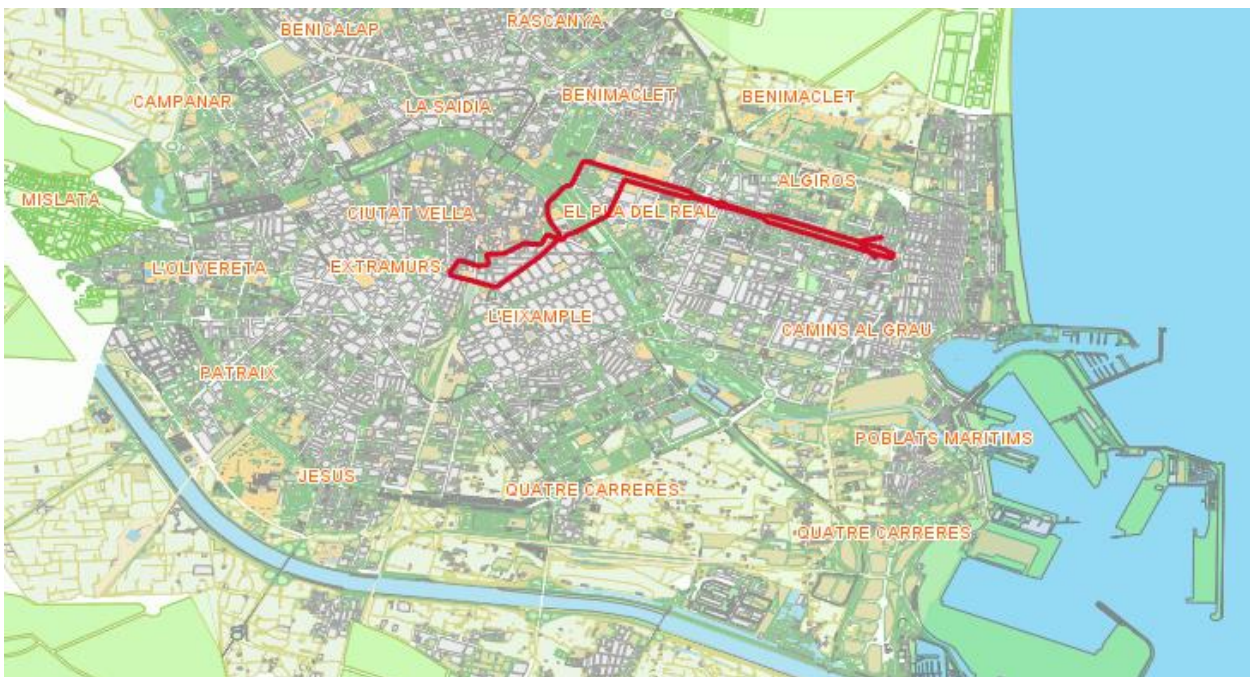 RASCANYA
BENICALAP
BENIMACLET
BENIMACLET
CAMPANAR
LA SAIDIA
ALGIROS
MISLATA
CIUTAT VELLA
EL PLA DEL REAL
L'OLIVERETA
EXTRAMURS
L'EIXAMPLE
CAMINS AL GRAU
PATRAIX
POBLATS MARITIMS
JESUS
QUATRE CARRERES
QUATRE CARRERES